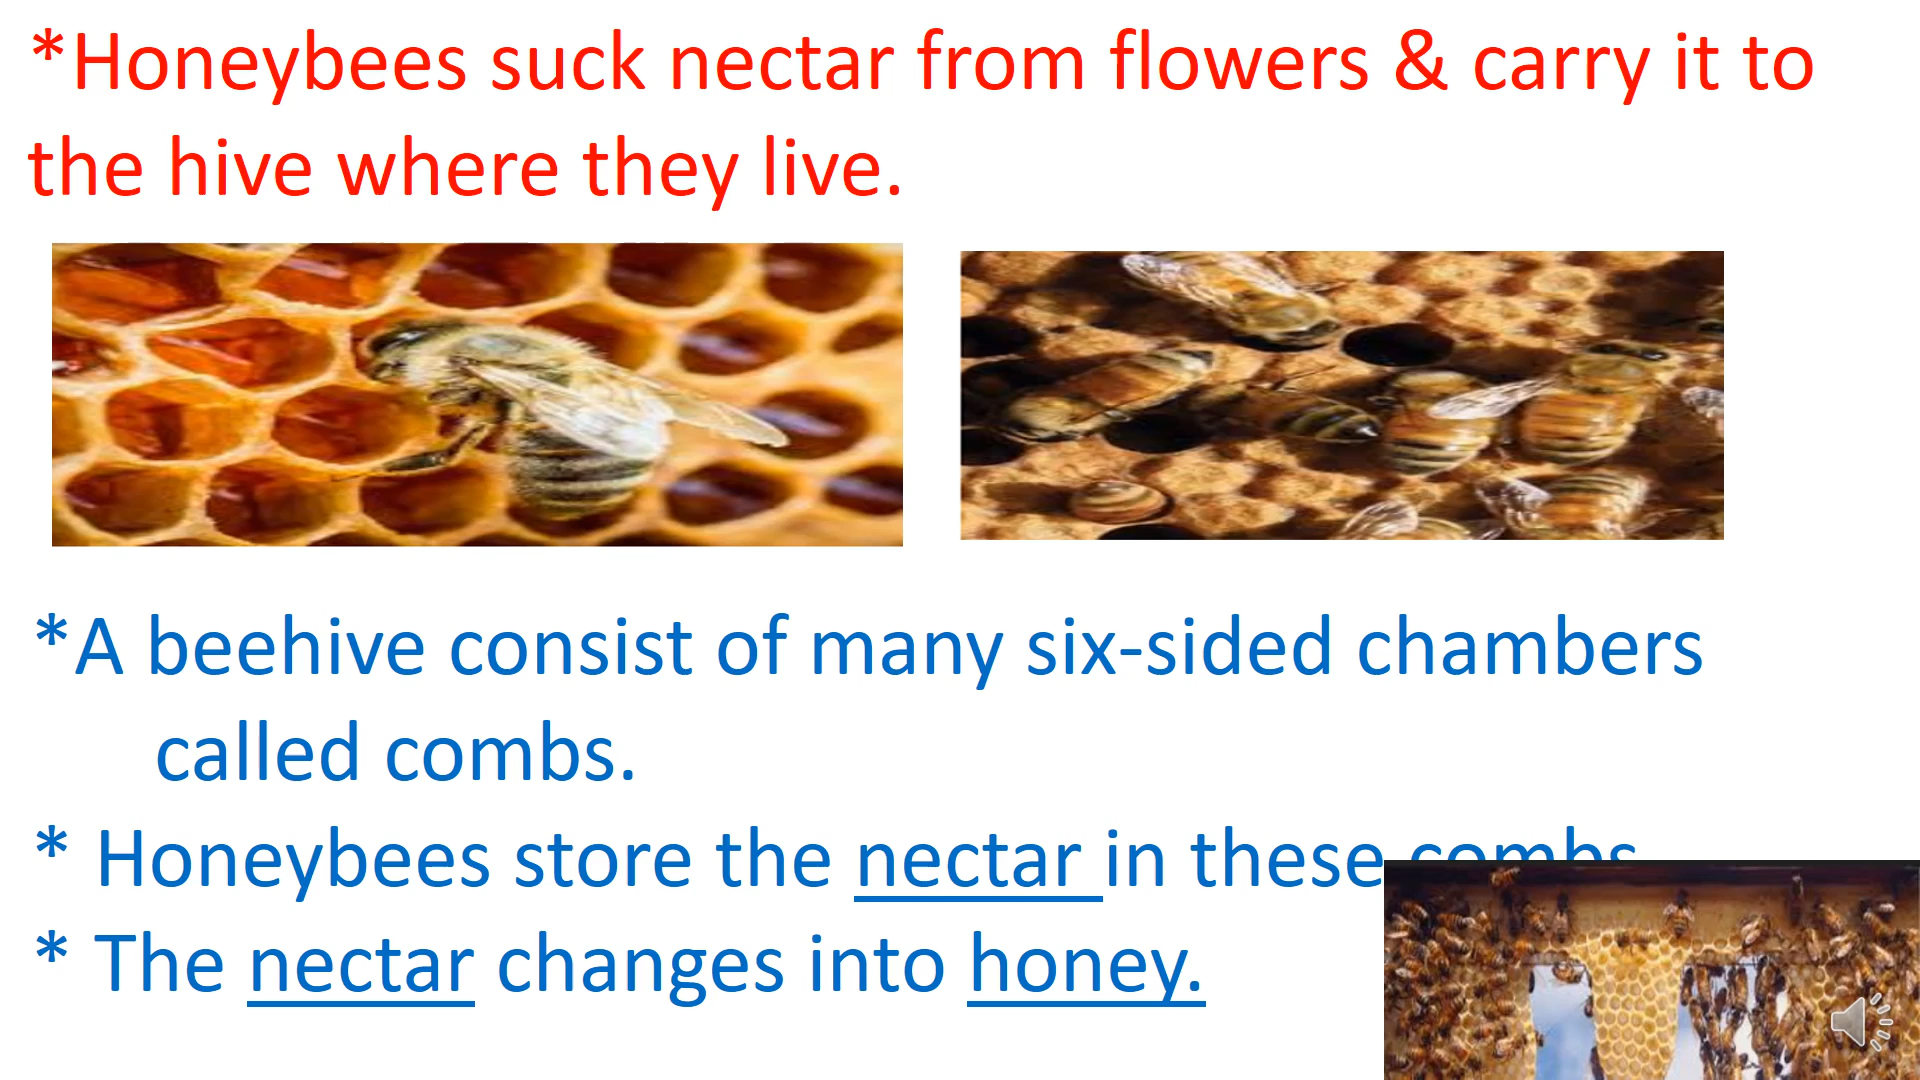 *Honeybees suck nectar from flowers & carry it to
the hive where they live.
*A beehive consist of many six-sided chambers
called combs.
* Honeybees store the nectar in these combs
* The nectar changes into honey.